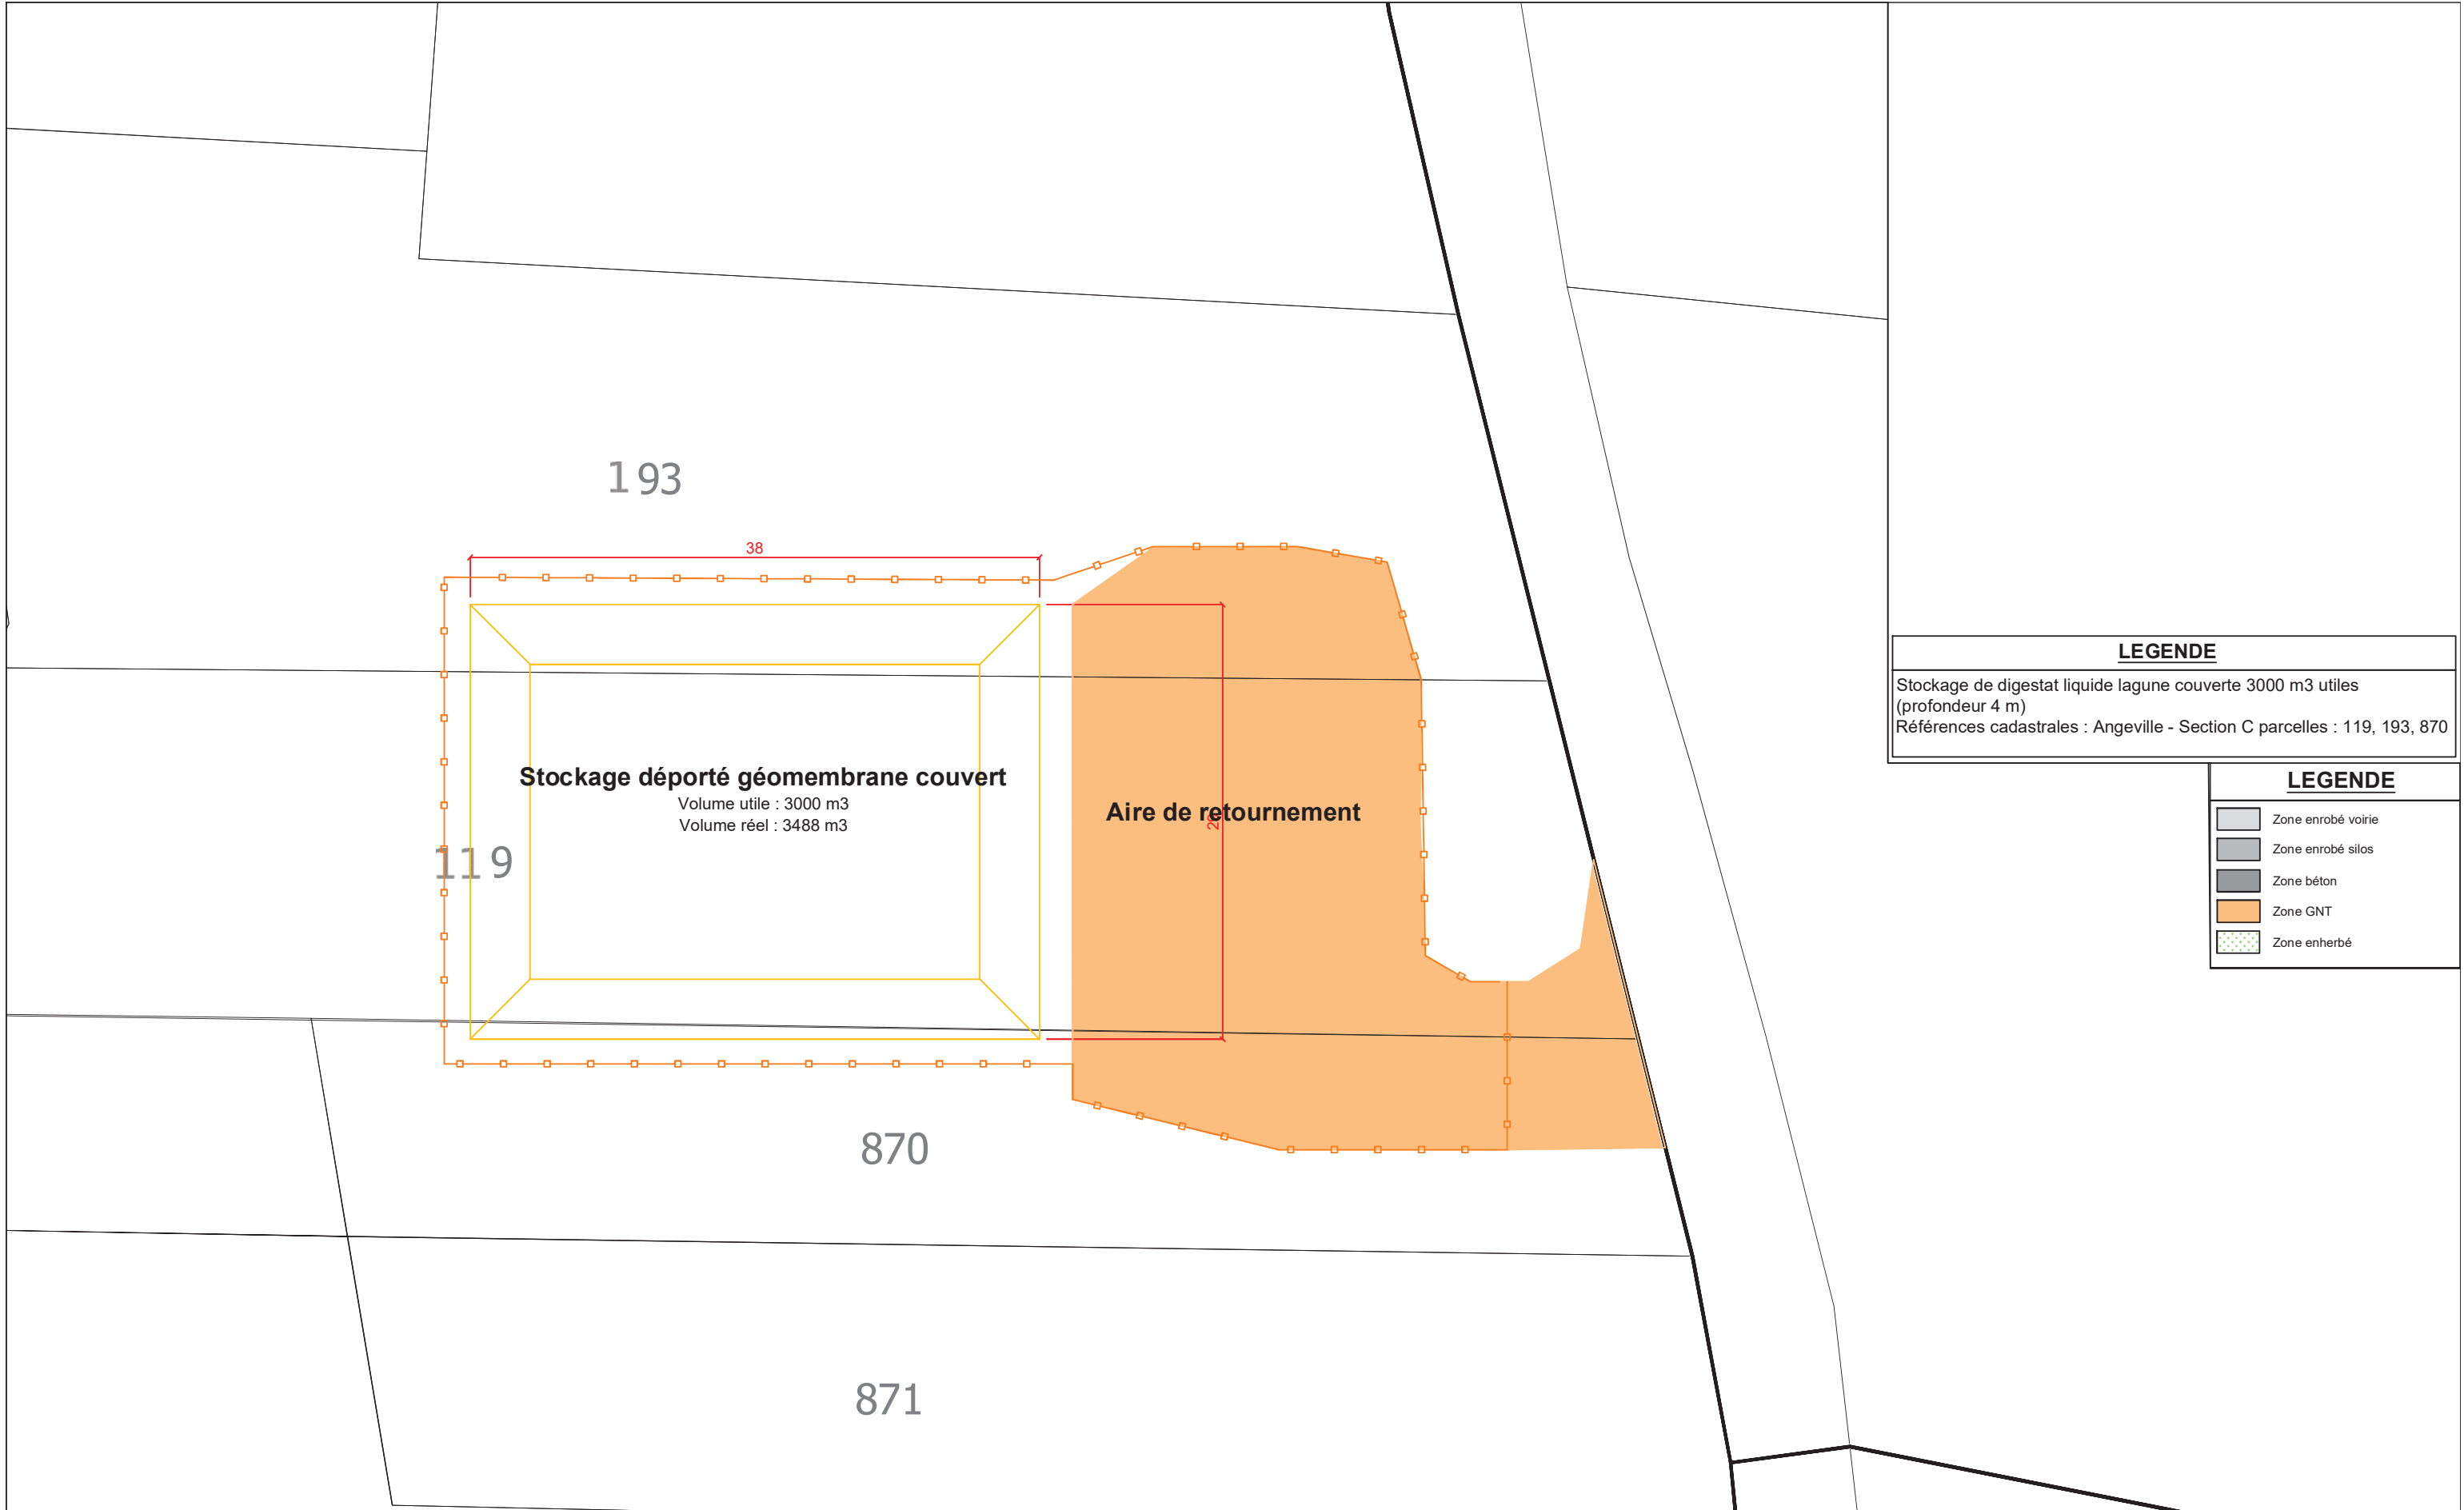 193
38
LEGENDE
Stockage de digestat liquide lagune couverte 3000 m3 utiles
(profondeur 4 m)
Références cadastrales : Angeville - Section C parcelles : 119, 193, 870
Stockage déporté géomembrane couvert
Volume utile : 3000 m3
Volume réel : 3488 m3
Aire de retournement
119
LEGENDE
Zone enrobé voirie
Zone enrobé silos
Zone béton
Zone GNT
Zone enherbé
870
871